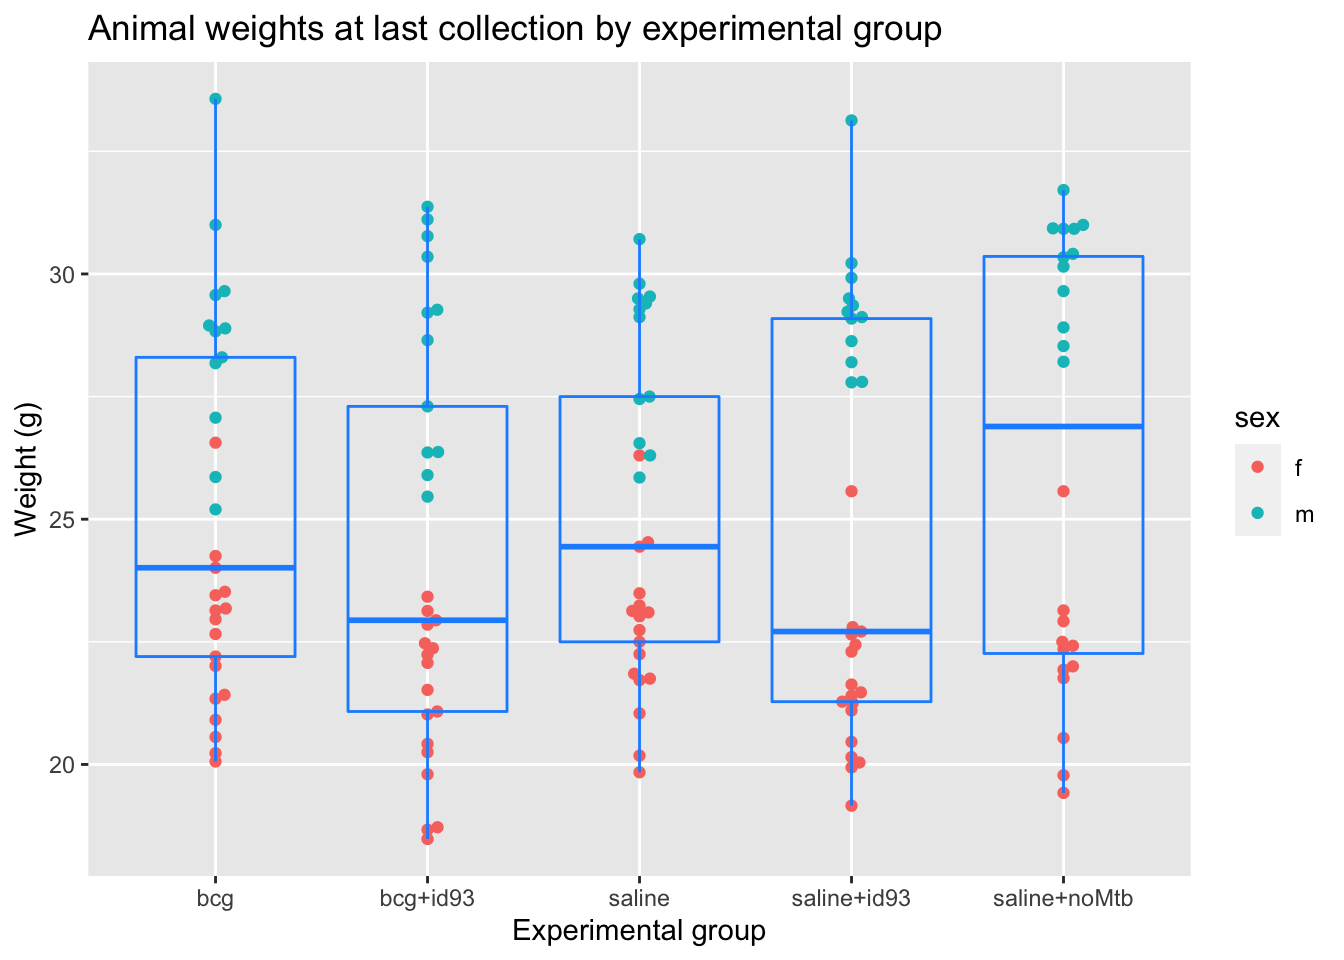 Animal weights at last collection by experimental group
Weight (g)
30
25
20
bcg
bcg+id93
saline
saline+id93
saline+noMtb
Experimental group
sex
f
m